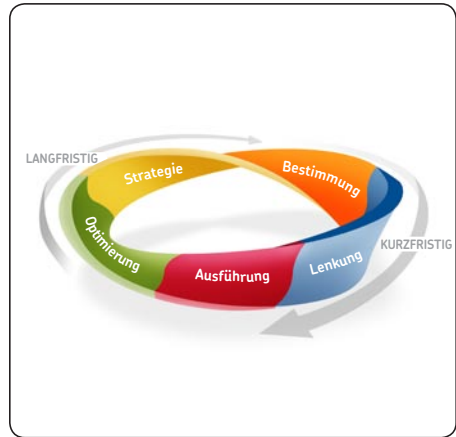 LANGFRISTIG
Strategie
Bestimmung
Optimierung
Ausführung
Lenkung
KURZFRISTIG